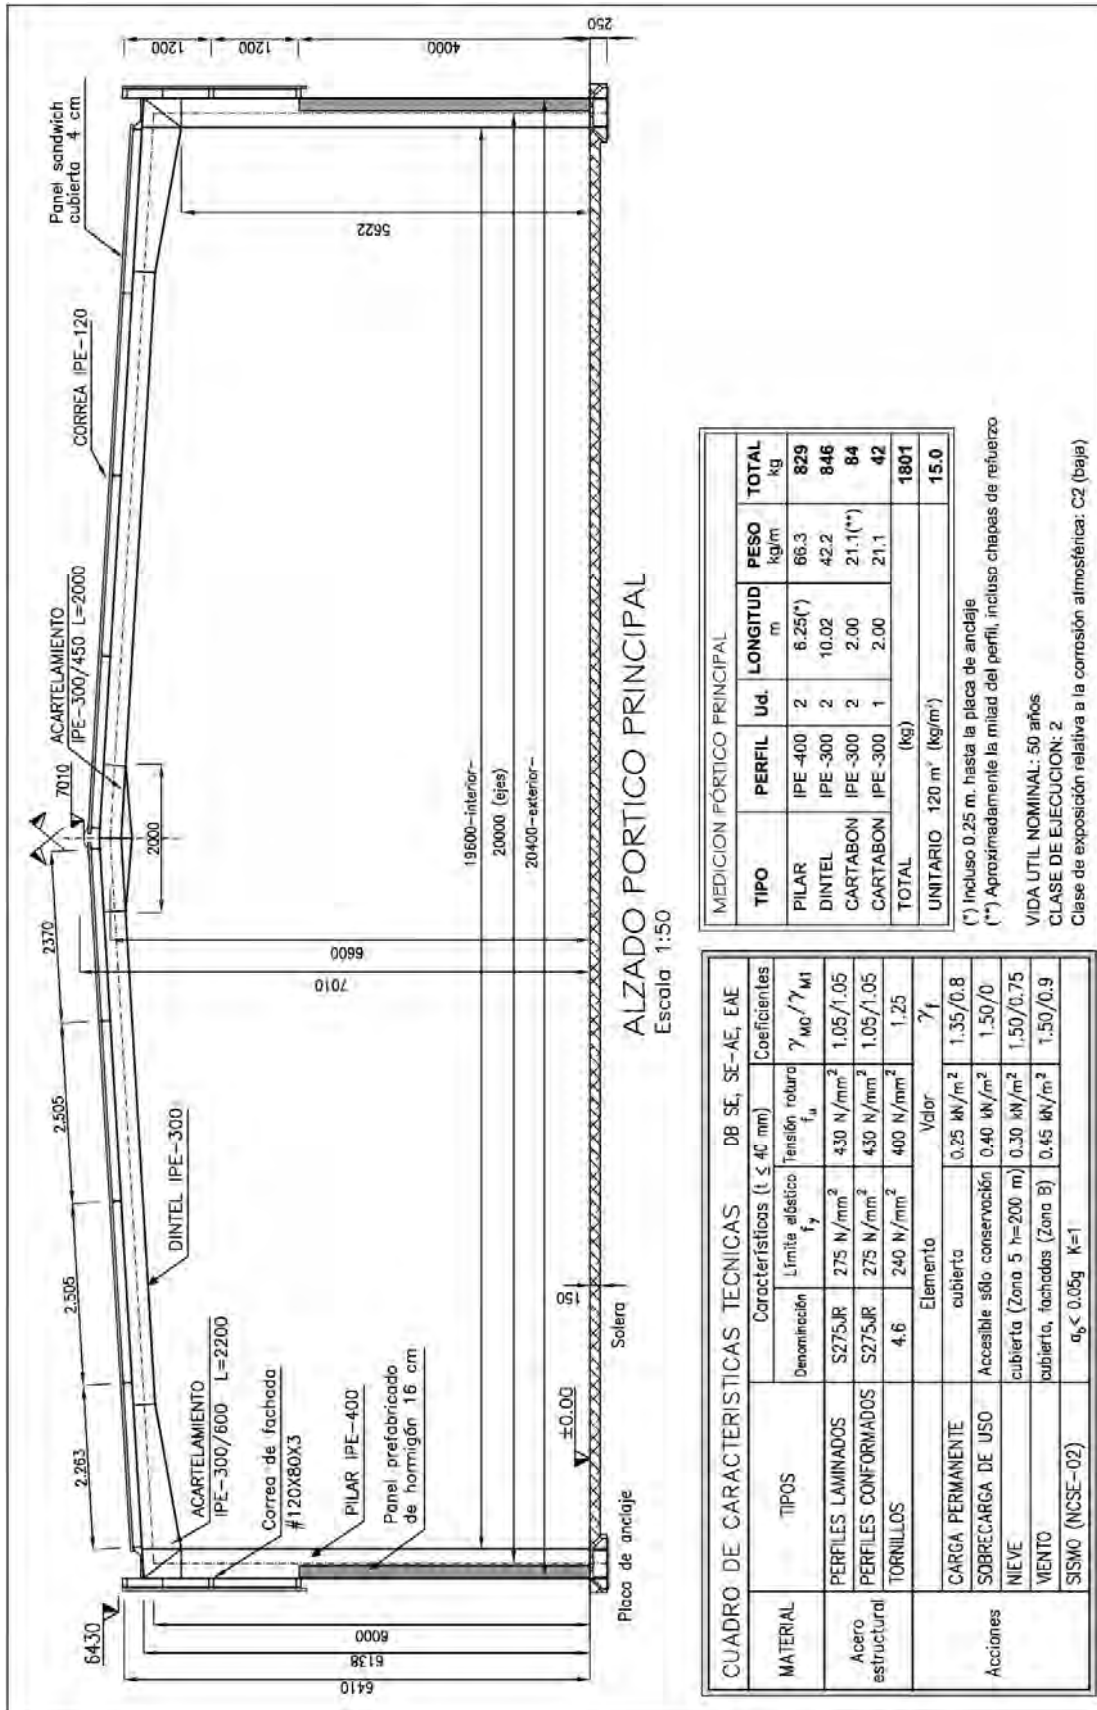 6430
6410
6138
6000
2.263
2.505
2.505
2370
7010
ACARTELAMIENTO
IPE-300/600 L=2200
Correa de fachada
#120X80X3
PILAR IPE-400
Panel prefabricado
de hormigón 16 cm
DINTEL IPE-300
ACARTELAMIENTO
IPE-300/450 L=2000
2000
CORREA IPE-120
Panel sandwich
cubierta 4 cm
1200
1200
4000
250
5622
7010
6600
19600-interior-
20000 (ejes)
20400-exterior-
±0.00
150
Solera
Placa de anclaje
ALZADO PORTICO PRINCIPAL
Escala 1:50
CUADRO DE CARACTERISTICAS TECNICAS DB SE, SE-AE, EAE
MATERIAL TIPOS Características (t ≤ 40 mm) Coeficientes
Denominación Límite elástico fy Tensión rotura fu γM0/γM1
Acero estructural
PERFILES LAMINADOS S275JR 275 N/mm² 430 N/mm² 1.05/1.05
PERFILES CONFORMADOS S275JR 275 N/mm² 430 N/mm² 1.05/1.05
TORNILLOS 4.6 240 N/mm² 400 N/mm² 1.25
Acciones
Elemento Valor γf
CARGA PERMANENTE cubierta 0.25 kN/m² 1.35/0.8
SOBRECARGA DE USO Accesible sólo conservación 0.40 kN/m² 1.50/0
NIEVE cubierta (Zona 5 h=200 m) 0.30 kN/m² 1.50/0.75
VIENTO cubierta, fachadas (Zona B) 0.45 kN/m² 1.50/0.9
SISMO (NCSE-02) ab< 0.05g K=1
MEDICION PÓRTICO PRINCIPAL
TIPO PERFIL Ud. LONGITUD m PESO kg/m TOTAL kg
PILAR IPE-400 2 6.25(*) 66.3 829
DINTEL IPE-300 2 10.02 42.2 846
CARTABON IPE-300 2 2.00 21.1(**) 84
CARTABON IPE-300 1 2.00 21.1 42
TOTAL (kg) 1801
UNITARIO 120 m² (kg/m²) 15.0
(*) Incluso 0.25 m. hasta la placa de anclaje
(**) Aproximadamente la mitad del perfil, incluso chapas de refuerzo
VIDA UTIL NOMINAL: 50 años
CLASE DE EJECUCION: 2
Clase de exposición relativa a la corrosión atmosférica: C2 (baja)